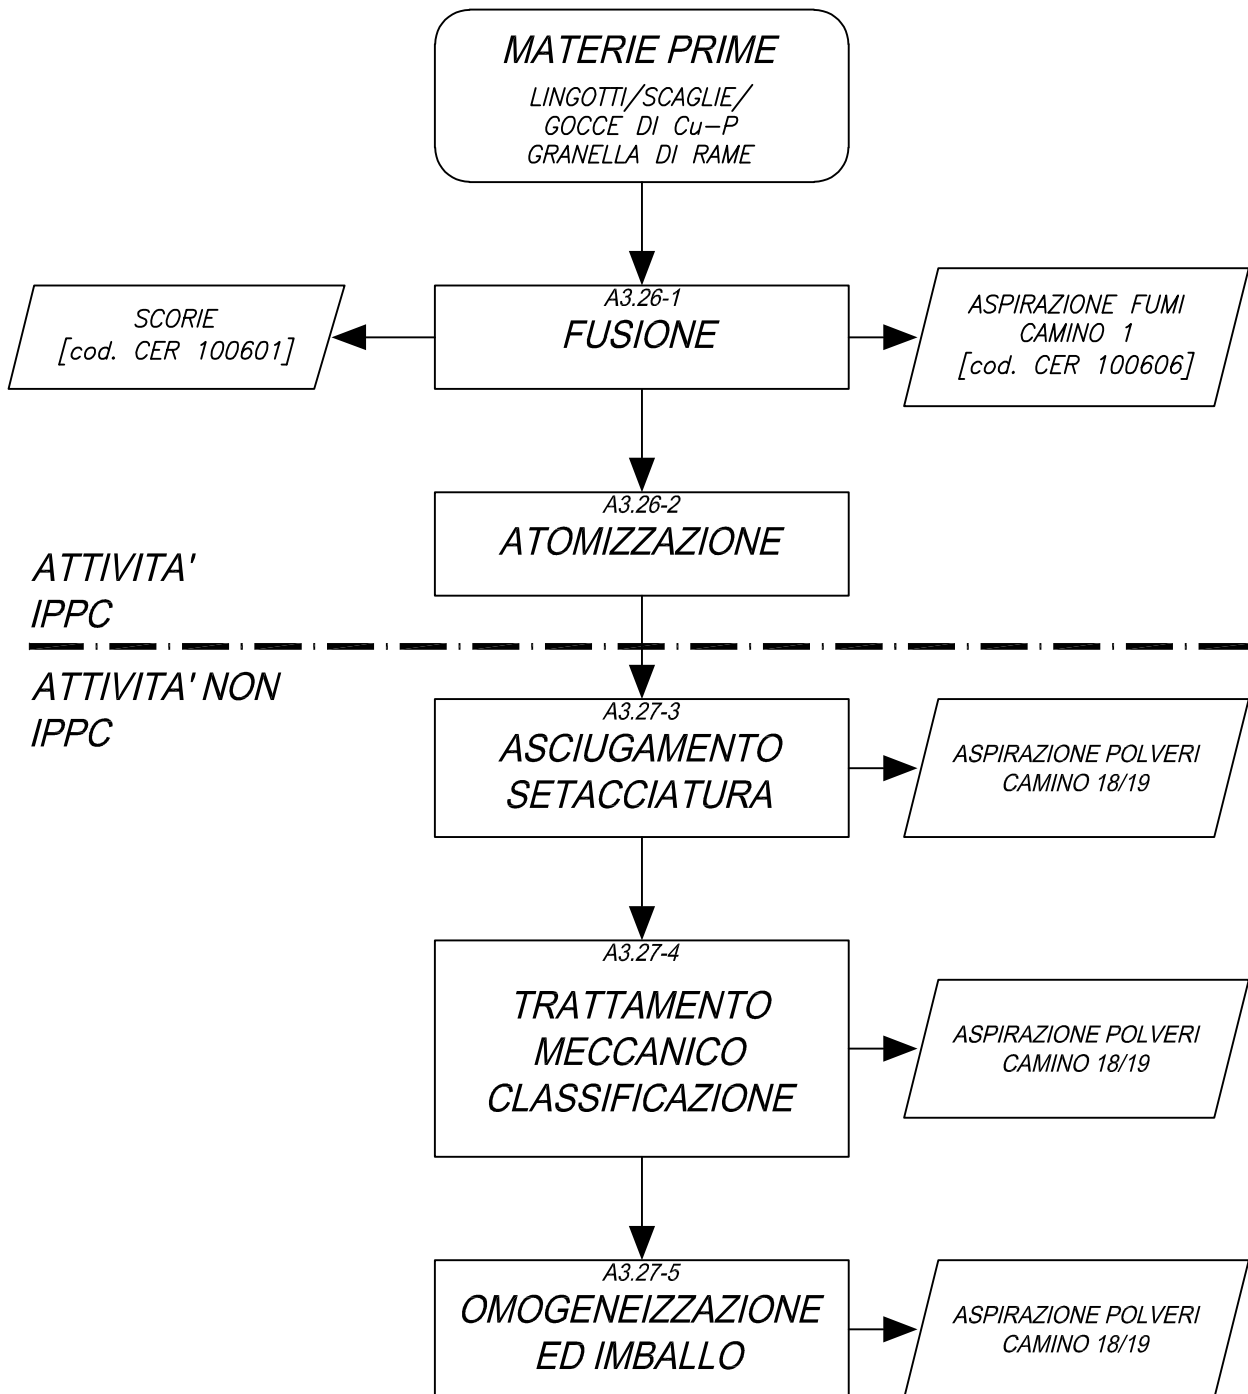 MATERIE PRIME
LINGOTTI/SCAGLIE/
GOCCE DI Cu-P
GRANELLA DI RAME
SCORIE
[cod. CER 100601]
A3.26-1
FUSIONE
ASPIRAZIONE FUMI
CAMINO 1
[cod. CER 100606]
A3.26-2
ATOMIZZAZIONE
ATTIVITA'
IPPC
ATTIVITA' NON
IPPC
A3.27-3
ASCIUGAMENTO
SETACCIATURA
ASPIRAZIONE POLVERI
CAMINO 18/19
A3.27-4
TRATTAMENTO
MECCANICO
CLASSIFICAZIONE
ASPIRAZIONE POLVERI
CAMINO 18/19
A3.27-5
OMOGENEIZZAZIONE
ED IMBALLO
ASPIRAZIONE POLVERI
CAMINO 18/19